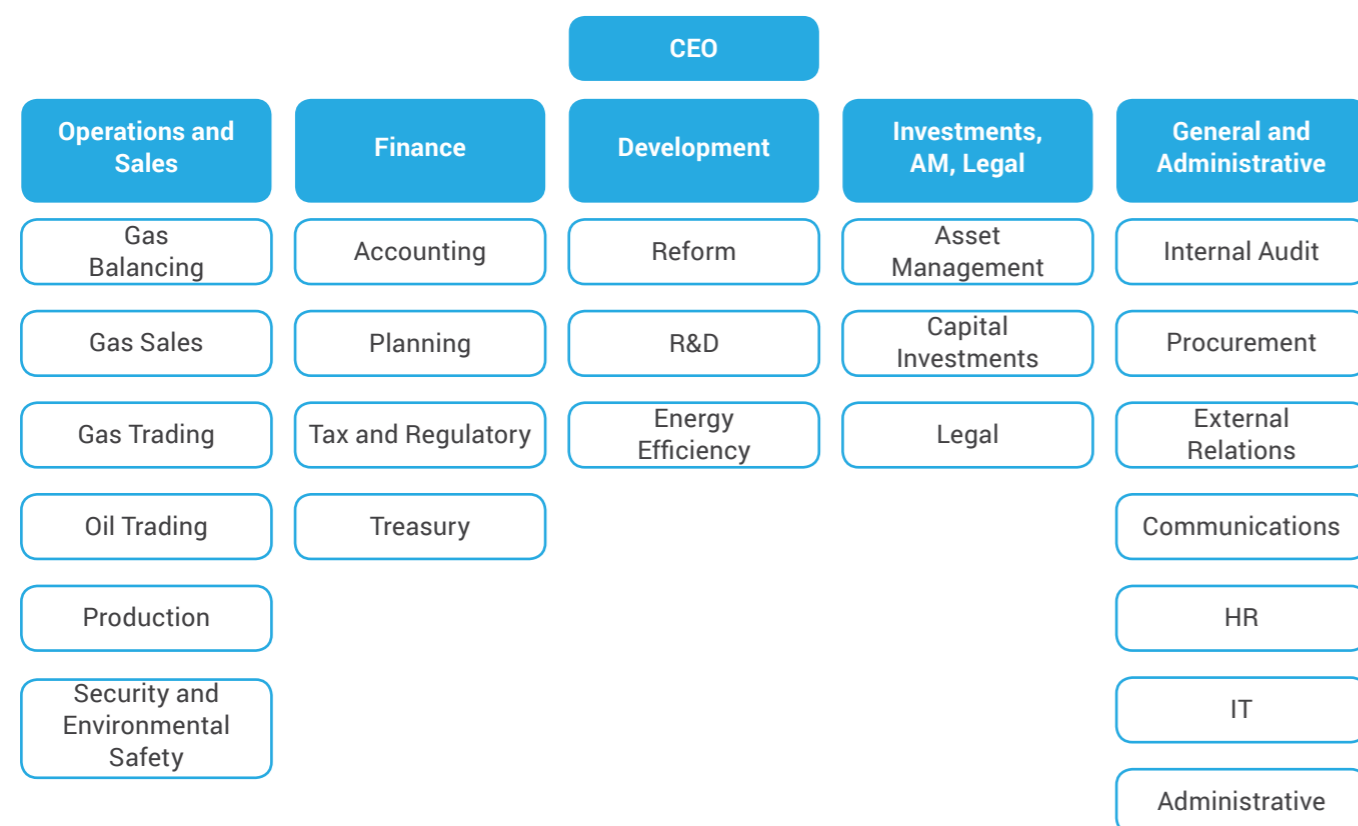 CEO
Operations and
Sales
Finance
Development
Investments,
AM, Legal
General and
Administrative
Gas
Balancing
Accounting
Reform
Asset
Management
Internal Audit
Gas Sales
Planning
R&D
Capital
Investments
Procurement
Gas Trading
Tax and Regulatory
Energy
Efficiency
Legal
External
Relations
Oil Trading
Treasury
Communications
Production
HR
Security and
Environmental
Safety
IT
Administrative